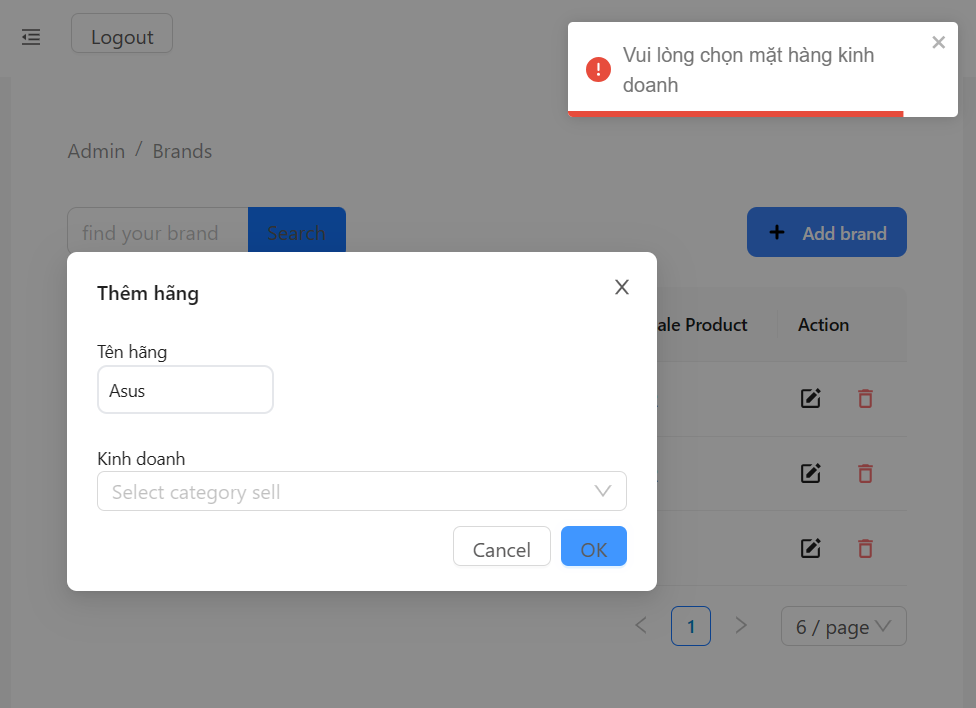 Logout
Vui lòng chọn mặt hàng kinh
doanh
Admin / Brands
find your brand
Search
Add brand
Thêm hãng
ale Product
Action
Tên hãng
Asus
Kinh doanh
Select category sell
Cancel
OK
1
6 / page